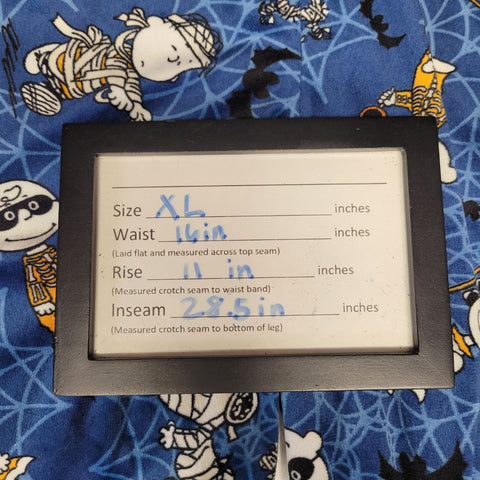 Size XL inches
Waist 16in inches
(Laid flat and measured across top seam)
Rise 11 in inches
(Measured crotch seam to waist band)
Inseam 28.5in inches
(Measured crotch seam to bottom of leg)